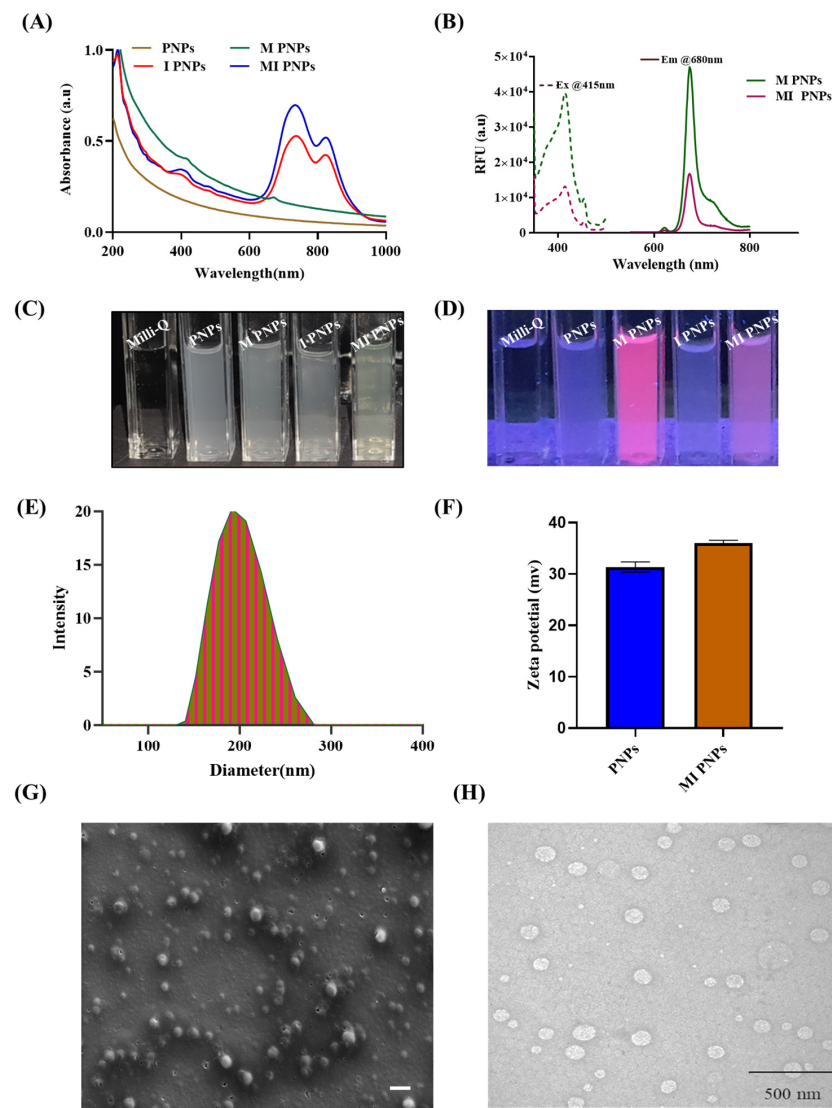 (A)
PNPs
M PNPs
I PNPs
MI PNPs
1.0
0.5
0.0
Absorbance (a.u)
200
400
600
800
1000
Wavelength(nm)
(B)
Em @680nm
Ex @415nm
M PNPs
MI PNPs
5×10⁴
4×10⁴
3×10⁴
2×10⁴
1×10⁴
0
RFU (a.u)
400
600
800
Wavelength (nm)
(C)
Milli-Q
PNPs
M PNPs
I PNPs
MI PNPs
(D)
Milli-Q
PNPs
M PNPs
I PNPs
MI PNPs
(E)
20
15
10
5
0
Intensity
100
200
300
400
Diameter(nm)
(F)
40
30
20
10
0
Zeta potetial (mv)
PNPs
MI PNPs
(G)
(H)
500 nm